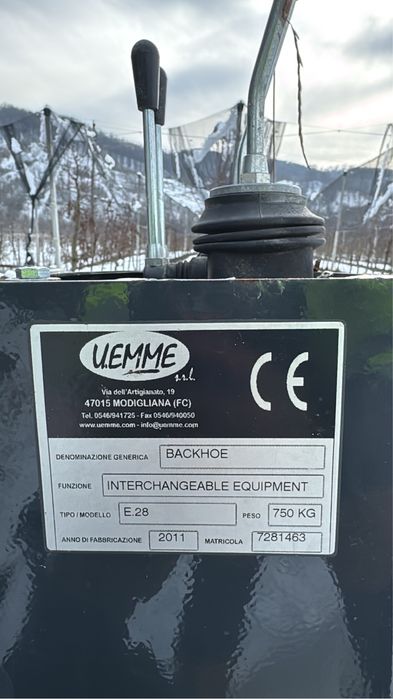 U.EMME
s.r.l.
CE
Via dell'Artigianato, 19
47015 MODIGLIANA (FC)
Tel. 0546/941725 - Fax 0546/940050
www.uemme.com - info@uemme.com
DENOMINAZIONE GENERICA BACKHOE
FUNZIONE INTERCHANGEABLE EQUIPMENT
TIPO / MODELLO E.28 PESO 750 KG
ANNO DI FABBRICAZIONE 2011 MATRICOLA 7281463